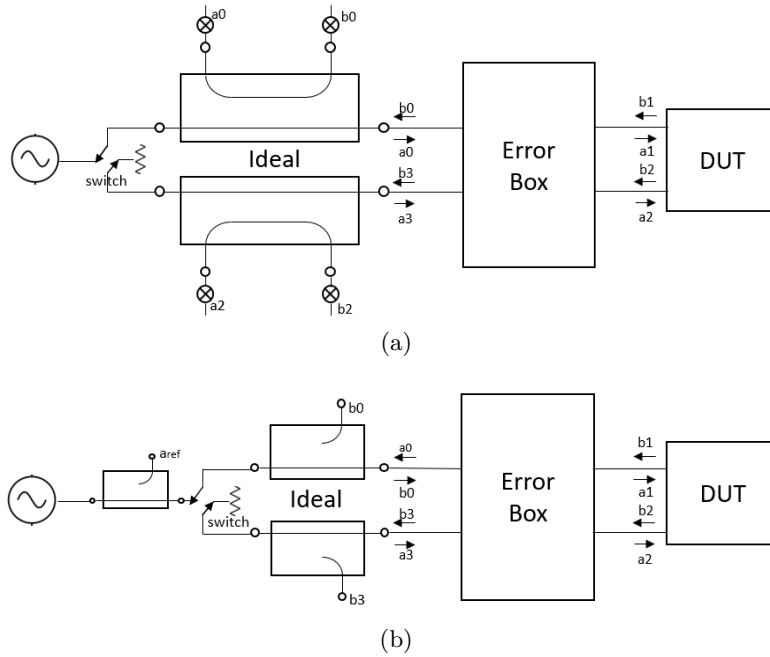 a0
b0
b0
a0
b3
a3
Ideal
switch
a2
b2
Error
Box
b1
a1
b2
a2
DUT
(a)
b0
aref
a0
b0
b3
a3
Ideal
switch
b3
Error
Box
b1
a1
b2
a2
DUT
(b)